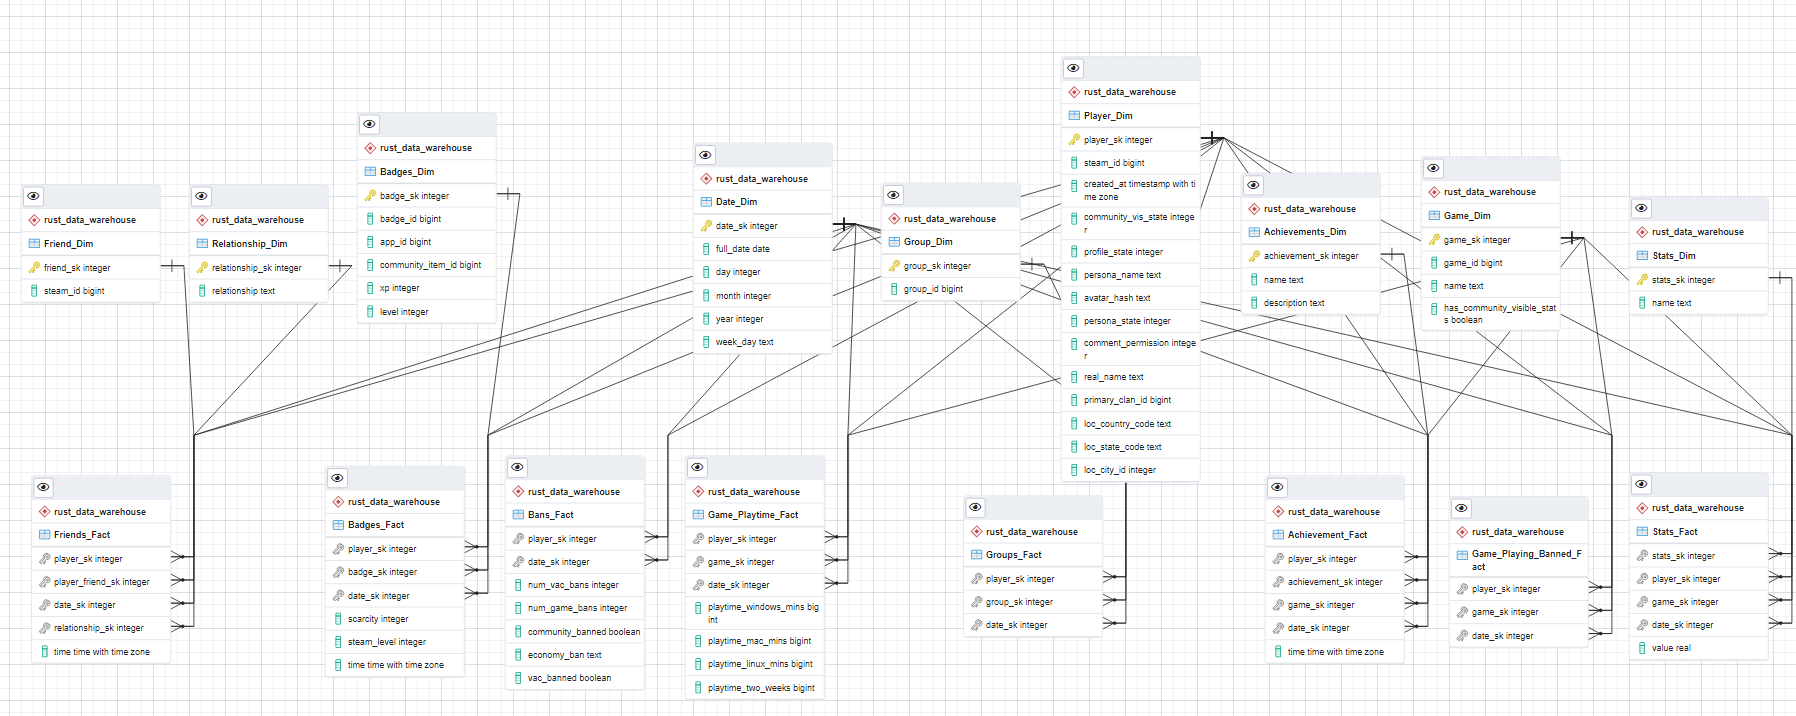 rust_data_warehouse
Friend_Dim
friend_sk integer
steam_id bigint
rust_data_warehouse
Relationship_Dim
relationship_sk integer
relationship text
rust_data_warehouse
Badges_Dim
badge_sk integer
badge_id bigint
app_id bigint
community_item_id bigint
xp integer
level integer
rust_data_warehouse
Date_Dim
date_sk integer
full_date date
day integer
month integer
year integer
week_day text
rust_data_warehouse
Group_Dim
group_sk integer
group_id bigint
rust_data_warehouse
Player_Dim
player_sk integer
steam_id bigint
created_at timestamp with ti
me zone
community_vis_state intege
r
profile_state integer
persona_name text
avatar_hash text
persona_state integer
comment_permission intege
r
real_name text
primary_clan_id bigint
loc_country_code text
loc_state_code text
loc_city_id integer
rust_data_warehouse
Achievements_Dim
achievement_sk integer
name text
description text
rust_data_warehouse
Game_Dim
game_sk integer
game_id bigint
name text
has_community_visible_stat
s boolean
rust_data_warehouse
Stats_Dim
stats_sk integer
name text
rust_data_warehouse
Friends_Fact
player_sk integer
player_friend_sk integer
date_sk integer
relationship_sk integer
time time with time zone
rust_data_warehouse
Badges_Fact
player_sk integer
badge_sk integer
date_sk integer
scarcity integer
steam_level integer
time time with time zone
rust_data_warehouse
Bans_Fact
player_sk integer
date_sk integer
num_vac_bans integer
num_game_bans integer
community_banned boolean
economy_ban text
vac_banned boolean
rust_data_warehouse
Game_Playtime_Fact
player_sk integer
game_sk integer
date_sk integer
playtime_windows_mins big
int
playtime_mac_mins bigint
playtime_linux_mins bigint
playtime_two_weeks bigint
rust_data_warehouse
Groups_Fact
player_sk integer
group_sk integer
date_sk integer
rust_data_warehouse
Achievement_Fact
player_sk integer
achievement_sk integer
game_sk integer
date_sk integer
time time with time zone
rust_data_warehouse
Game_Playing_Banned_F
act
player_sk integer
game_sk integer
date_sk integer
rust_data_warehouse
Stats_Fact
stats_sk integer
player_sk integer
game_sk integer
date_sk integer
value real